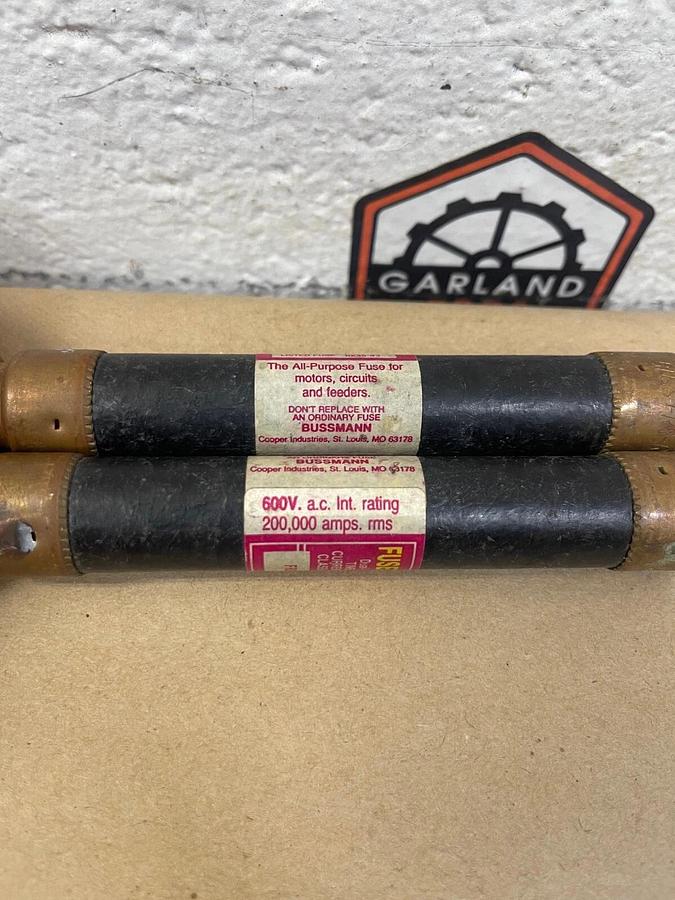 GARLAND
The All-Purpose Fuse for
motors, circuits
and feeders.
DON'T REPLACE WITH
AN ORDINARY FUSE
BUSSMANN
Cooper Industries, St. Louis, MO 63178
BUSSMANN
Cooper Industries, St. Louis, MO 63178
600V. a.c. Int. rating
200,000 amps. rms